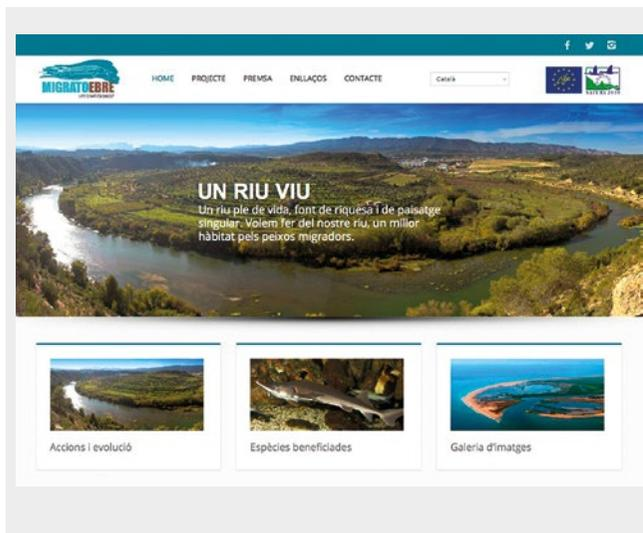 HOME PROJECTE PREMSA ENLLAÇOS CONTACTE Català
MIGRATOEBRE
UN RIU VIU
Un riu ple de vida, font de riquesa i de paisatge
singular. Volem fer del nostre riu, un millor
hàbitat pels peixos migradors.
Accions i evolució Espècies beneficiades Galeria d'imatges